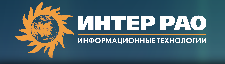 ИНТЕР РАО
ИНФОРМАЦИОННЫЕ ТЕХНОЛОГИИ